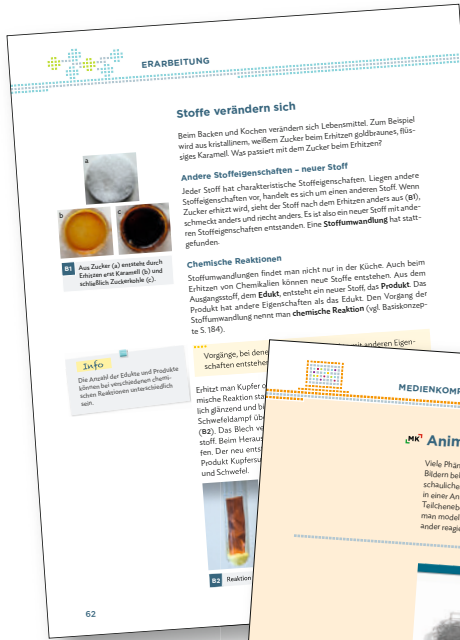 ERARBEITUNG
Stoffe verändern sich
Beim Backen und Kochen verändern sich Lebensmittel. Zum Beispiel
wird aus kristallinem, weißem Zucker beim Erhitzen goldbraunes, flüs-
siges Karamell. Was passiert mit dem Zucker beim Erhitzen?
Andere Stoffeigenschaften – neuer Stoff
Jeder Stoff hat charakteristische Stoffeigenschaften. Liegen andere
Stoffeigenschaften vor, handelt es sich um einen anderen Stoff. Wenn
Zucker erhitzt wird, sieht der Stoff nach dem Erhitzen anders aus (B1),
schmeckt anders und riecht anders. Es ist also ein neuer Stoff mit ande-
ren Stoffeigenschaften entstanden. Eine Stoffumwandlung hat statt-
gefunden.
a
b
c
B1 Aus Zucker (a) entsteht durch
Erhitzen erst Karamell (b) und
schließlich Zuckerkohle (c).
Chemische Reaktionen
Stoffumwandlungen findet man nicht nur in der Küche. Auch beim
Erhitzen von Chemikalien können neue Stoffe entstehen. Aus dem
Ausgangsstoff, dem Edukt, entsteht ein neuer Stoff, das Produkt. Das
Produkt hat andere Eigenschaften als das Edukt. Den Vorgang der
Stoffumwandlung nennt man chemische Reaktion (vgl. Basiskonzep-
te S. 184).
Info
Die Anzahl der Edukte und Produkte
können bei verschiedenen chemi-
schen Reaktionen unterschiedlich
sein.
Vorgänge, bei dene
mit anderen Eigen-
schaften entstehe
Erhitzt man Kupfer o
mische Reaktion sta
lich glänzend und bi
Schwefeldampf übe
(B2). Das Blech ve
stoff. Beim Heraus
fen. Der neu ents
Produkt Kupfersu
und Schwefel.
B2 Reaktion
62
MEDIENKOMP
MK Anim
Viele Phän
Bildern bel
schauliche
in einer An
Teilcheneb
man model
ander reagie